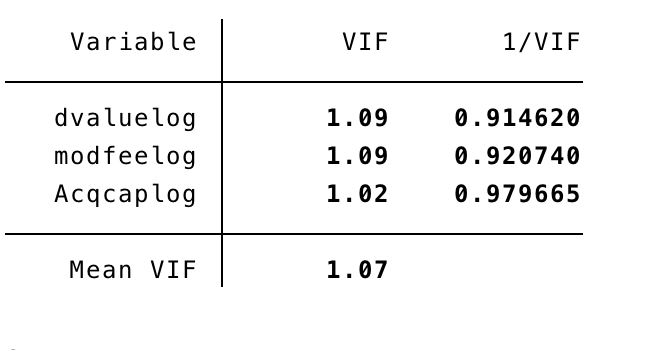 Variable VIF 1/VIF
dvaluelog 1.09 0.914620
modfeelog 1.09 0.920740
Acqcaplog 1.02 0.979665
Mean VIF 1.07